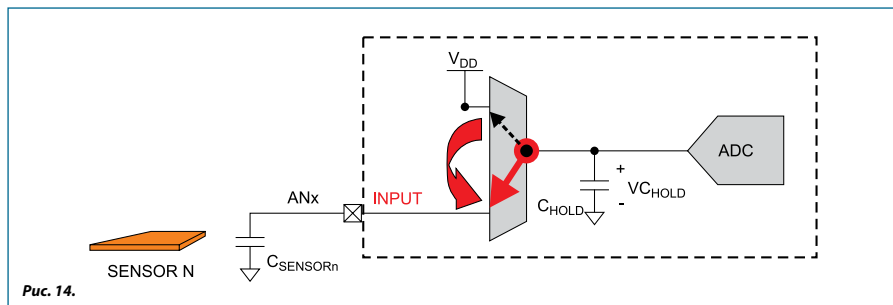 VDD
ADC
ANx
INPUT
+
VCHOLD
-
CHOLD
CSENSORn
SENSOR N
Рис. 14.